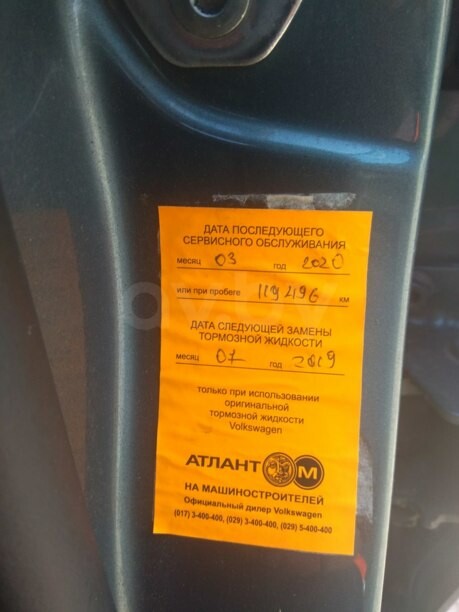 ДАТА ПОСЛЕДУЮЩЕГО
СЕРВИСНОГО ОБСЛУЖИВАНИЯ
месяц 03 год 2020
или при пробеге 119 496 км
ДАТА СЛЕДУЮЩЕЙ ЗАМЕНЫ
ТОРМОЗНОЙ ЖИДКОСТИ
месяц 07 год 2019
только при использовании
оригинальной
тормозной жидкости
Volkswagen
АТЛАНТ М
НА МАШИНОСТРОИТЕЛЕЙ
Официальный дилер Volkswagen
(017) 3-400-400, (029) 3-400-400, (029) 5-400-400